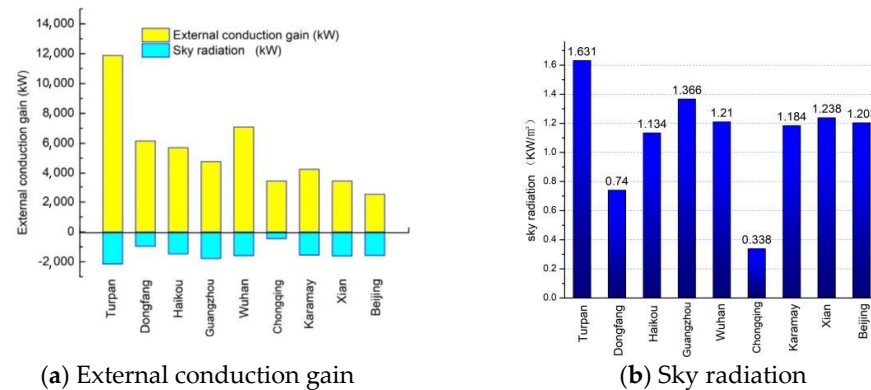 14,000
12,000
10,000
8,000
6,000
4,000
2,000
0
-2,000
External conduction gain (kW)
External conduction gain (kW)
Sky radiation (kW)
Turpan
Dongfang
Haikou
Guangzhou
Wuhan
Chongqing
Karamay
Xian
Beijing
(a) External conduction gain
1.6
1.4
1.2
1.0
0.8
0.6
0.4
0.2
0.0
sky radiation （KW/㎡）
1.631
0.74
1.134
1.366
1.21
0.338
1.184
1.238
1.203
Turpan
Dongfang
Haikou
Guangzhou
Wuhan
Chongqing
Karamay
Xian
Beijing
(b) Sky radiation